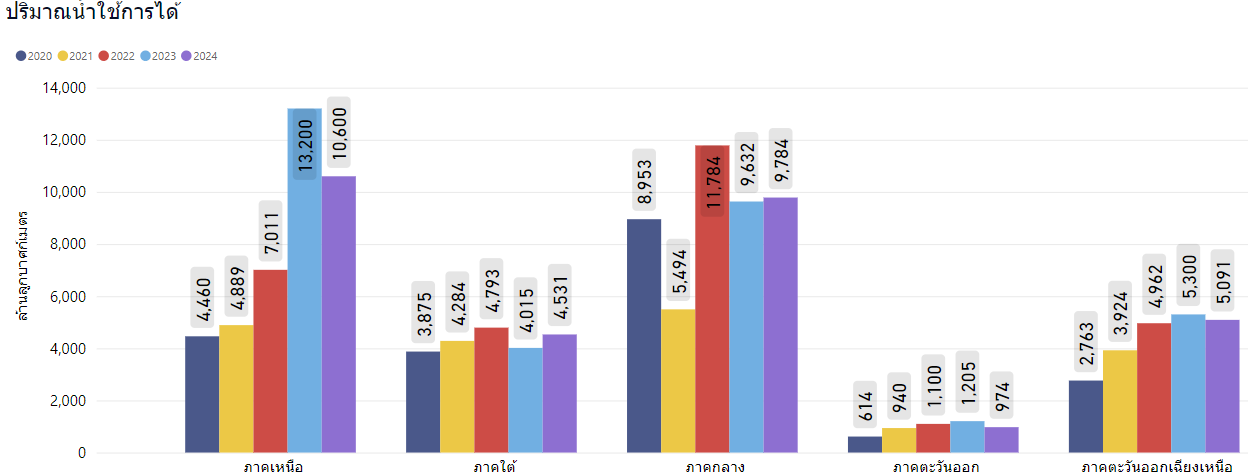 ปริมาณน้ำใช้การได้
2020 2021 2022 2023 2024
ล้านลูกบาศก์เมตร
14,000
12,000
10,000
8,000
6,000
4,000
2,000
0
4,460 4,889 7,011 13,200 10,600
3,875 4,284 4,793 4,015 4,531
8,953 5,494 11,784 9,632 9,784
614 940 1,100 1,205 974
2,763 3,924 4,962 5,300 5,091
ภาคเหนือ ภาคใต้ ภาคกลาง ภาคตะวันออก ภาคตะวันออกเฉียงเหนือ